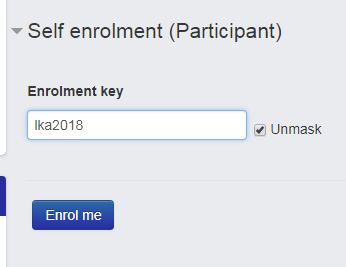 Self enrolment (Participant)
Enrolment key
Ika2018
Unmask
Enrol me